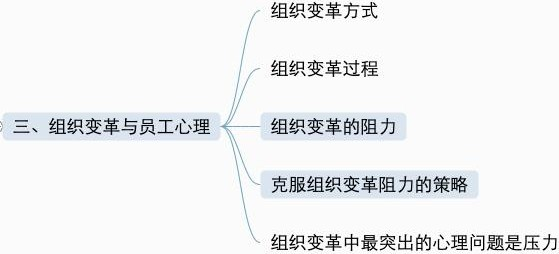 组织变革方式
组织变革过程
三、组织变革与员工心理
组织变革的阻力
克服组织变革阻力的策略
组织变革中最突出的心理问题是压力